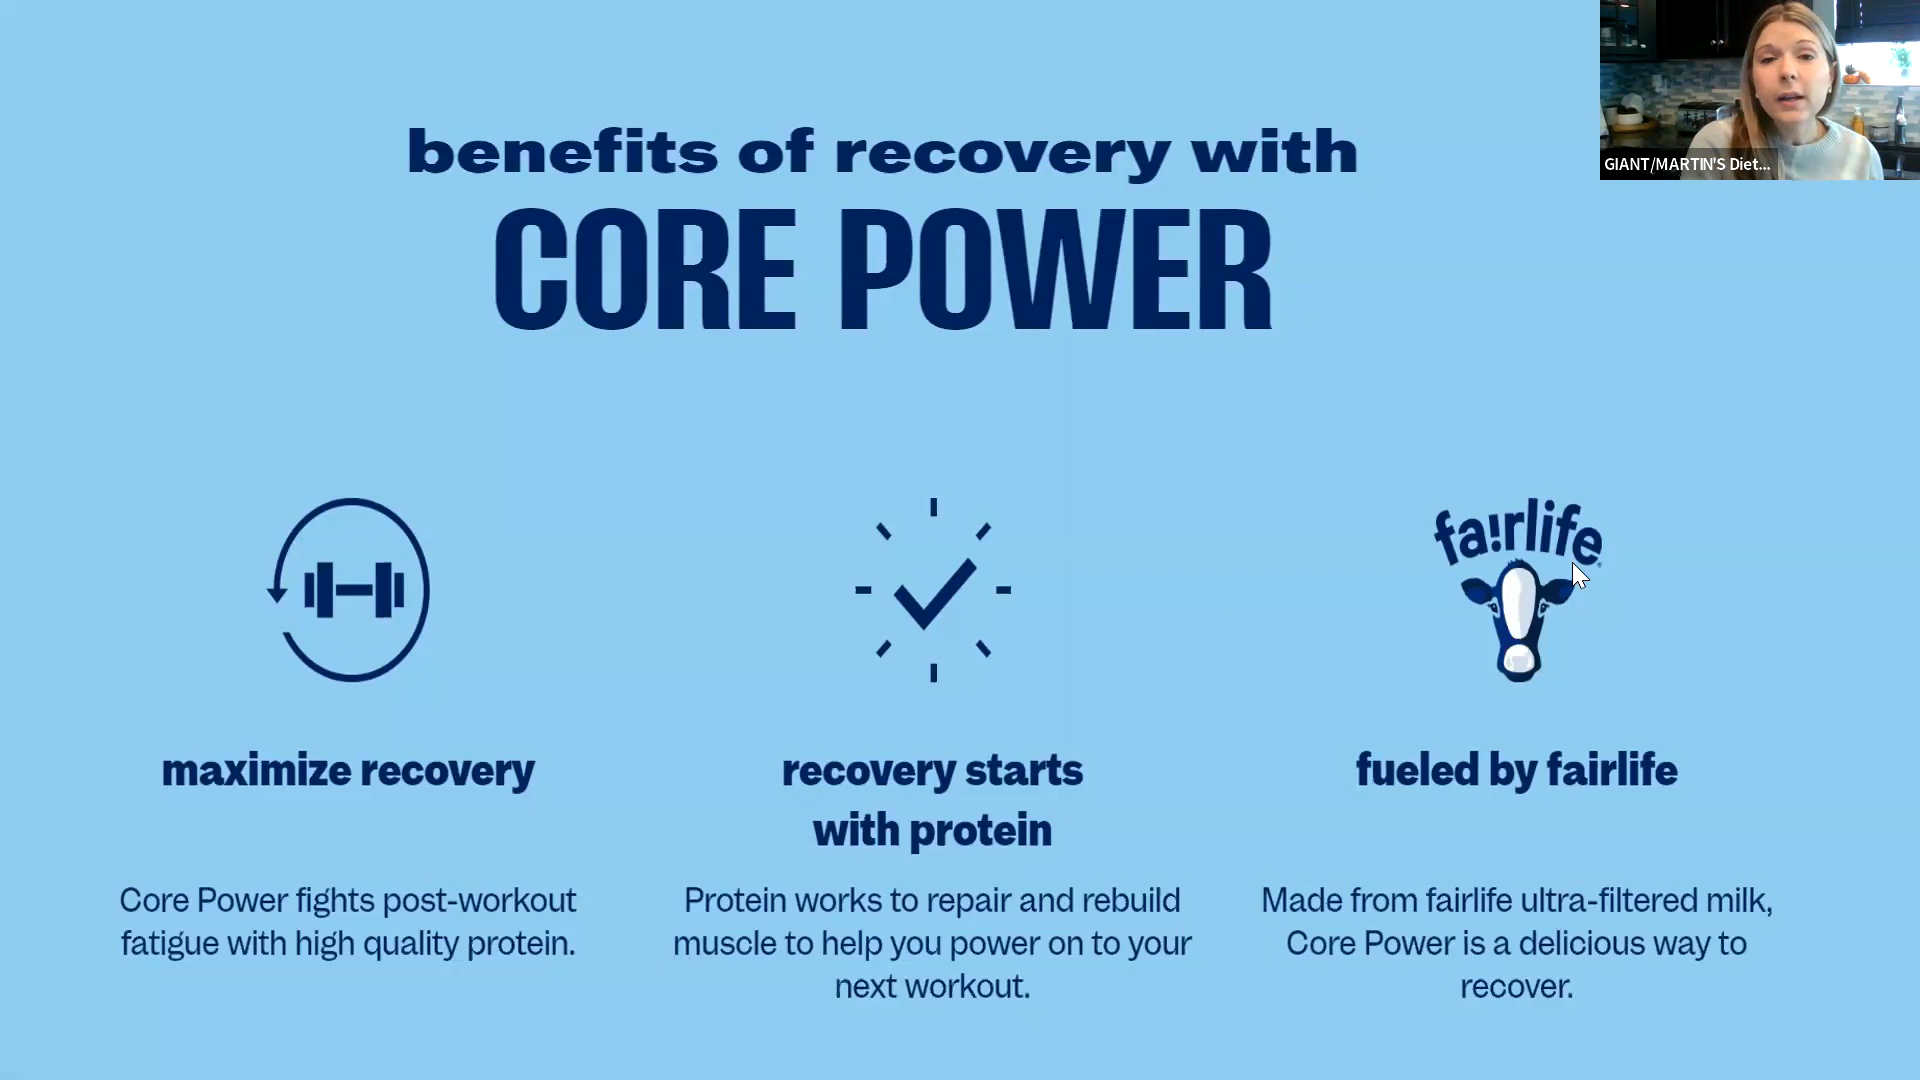 benefits of recovery with
CORE POWER
GIANT/MARTIN'S Diet...
fa!rlife
maximize recovery
Core Power fights post-workout
fatigue with high quality protein.
recovery starts
with protein
Protein works to repair and rebuild
muscle to help you power on to your
next workout.
fueled by fairlife
Made from fairlife ultra-filtered milk,
Core Power is a delicious way to
recover.